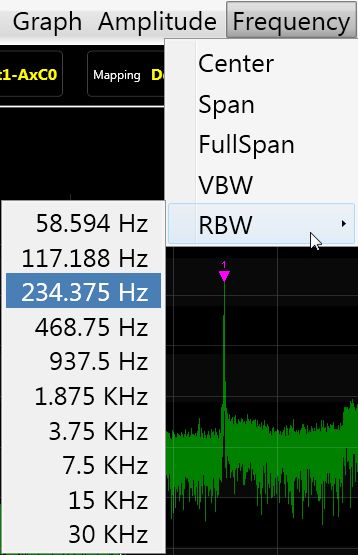 Graph Amplitude Frequency
t1-AxC0 Mapping
Center
Span
FullSpan
VBW
RBW
58.594 Hz
117.188 Hz
234.375 Hz
468.75 Hz
937.5 Hz
1.875 KHz
3.75 KHz
7.5 KHz
15 KHz
30 KHz
1